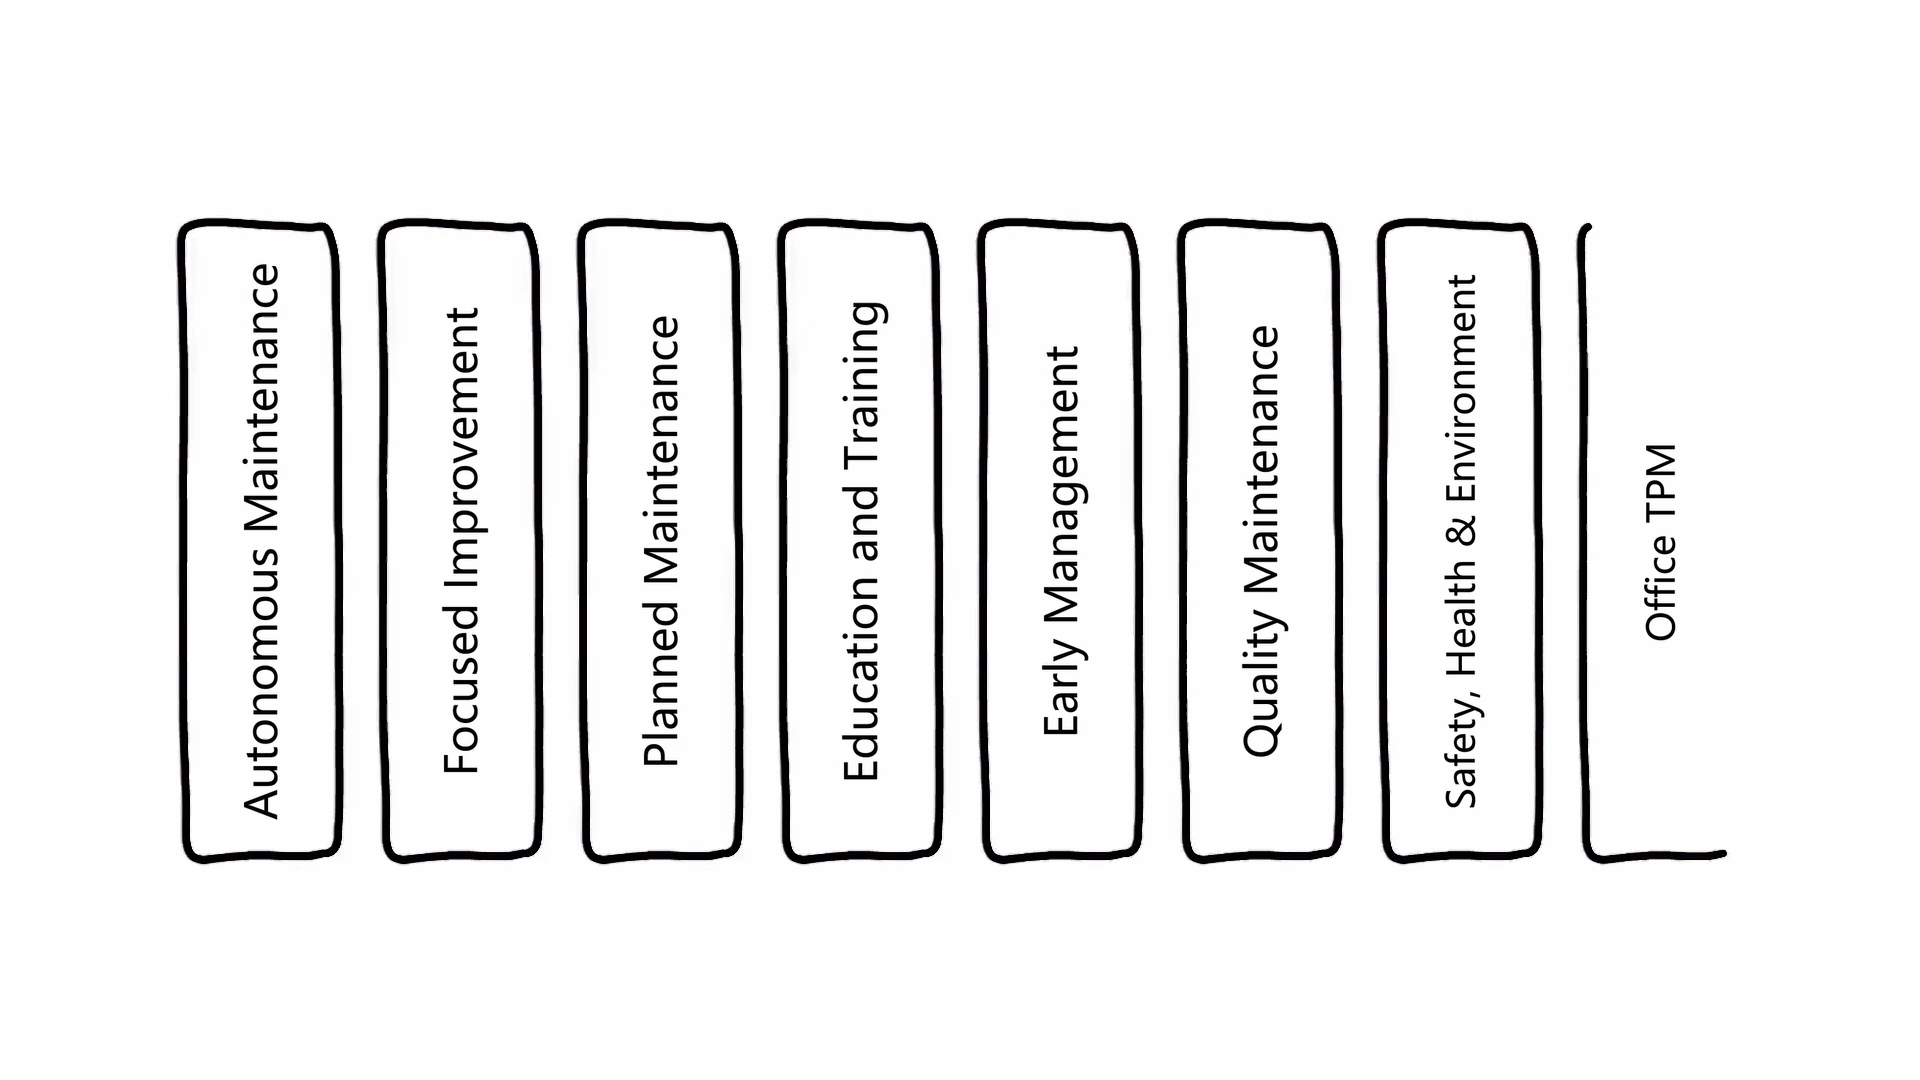 Autonomous Maintenance
Focused Improvement
Planned Maintenance
Education and Training
Early Management
Quality Maintenance
Safety, Health & Environment
Office TPM